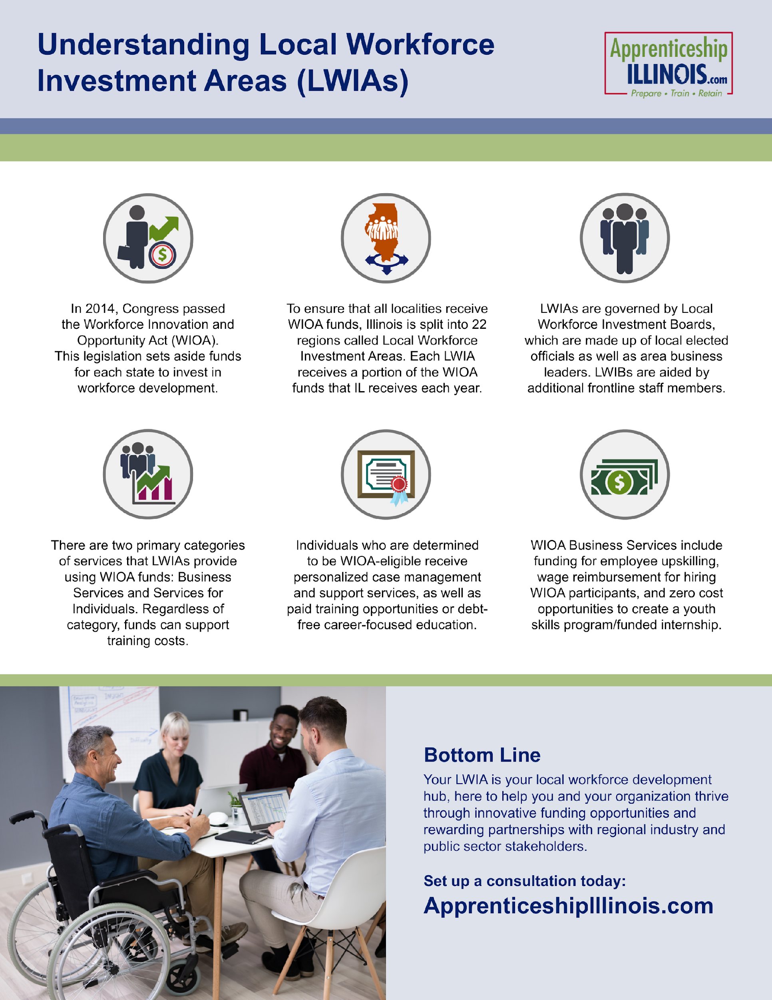 Understanding Local Workforce
Investment Areas (LWIAs)
Apprenticeship
ILLINOIS.com
Prepare • Train • Retain
In 2014, Congress passed
the Workforce Innovation and
Opportunity Act (WIOA).
This legislation sets aside funds
for each state to invest in
workforce development.
To ensure that all localities receive
WIOA funds, Illinois is split into 22
regions called Local Workforce
Investment Areas. Each LWIA
receives a portion of the WIOA
funds that IL receives each year.
LWIAs are governed by Local
Workforce Investment Boards,
which are made up of local elected
officials as well as area business
leaders. LWIBs are aided by
additional frontline staff members.
There are two primary categories
of services that LWIAs provide
using WIOA funds: Business
Services and Services for
Individuals. Regardless of
category, funds can support
training costs.
Individuals who are determined
to be WIOA-eligible receive
personalized case management
and support services, as well as
paid training opportunities or debt-
free career-focused education.
WIOA Business Services include
funding for employee upskilling,
wage reimbursement for hiring
WIOA participants, and zero cost
opportunities to create a youth
skills program/funded internship.
INSIGHT
Difficulty
Bottom Line
Your LWIA is your local workforce development
hub, here to help you and your organization thrive
through innovative funding opportunities and
rewarding partnerships with regional industry and
public sector stakeholders.
Set up a consultation today:
ApprenticeshipIllinois.com